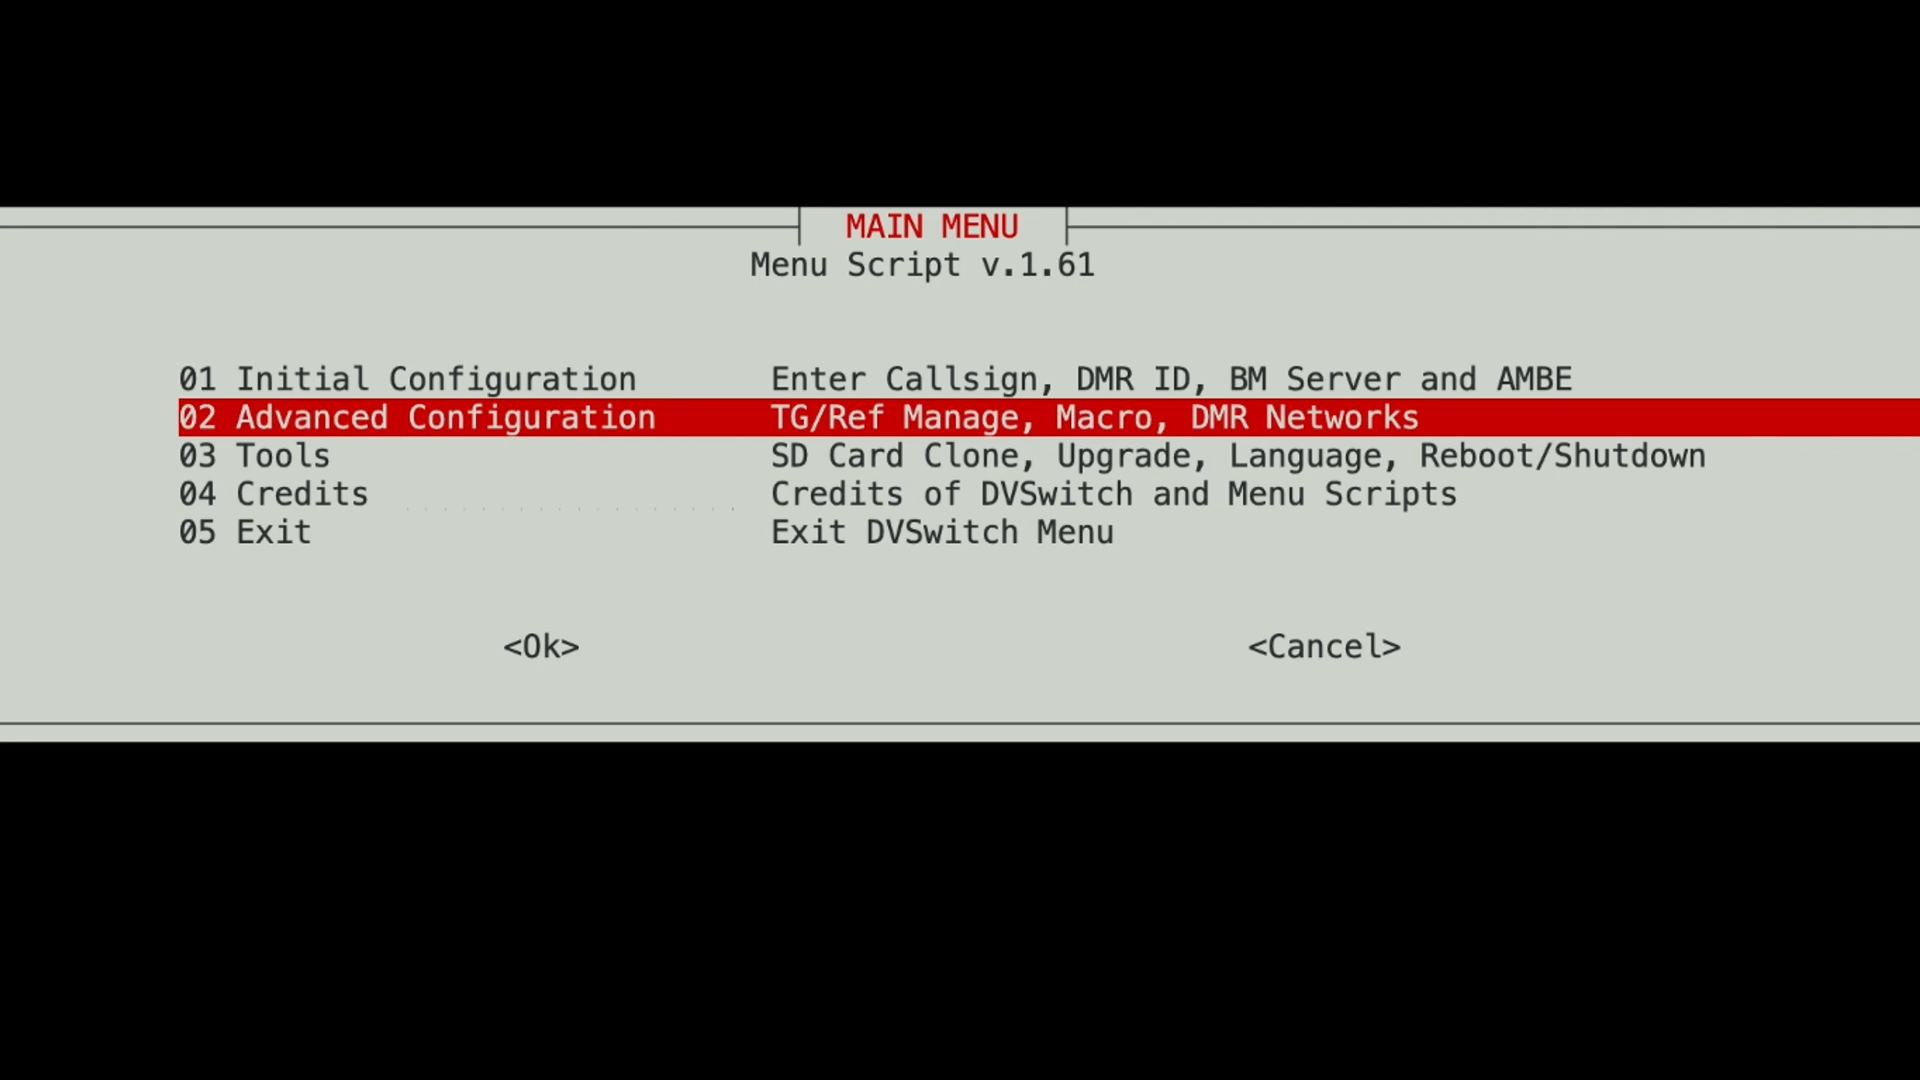 MAIN MENU
Menu Script v.1.61
01 Initial Configuration Enter Callsign, DMR ID, BM Server and AMBE
02 Advanced Configuration TG/Ref Manage, Macro, DMR Networks
03 Tools SD Card Clone, Upgrade, Language, Reboot/Shutdown
04 Credits Credits of DVSwitch and Menu Scripts
05 Exit Exit DVSwitch Menu
<Ok> <Cancel>